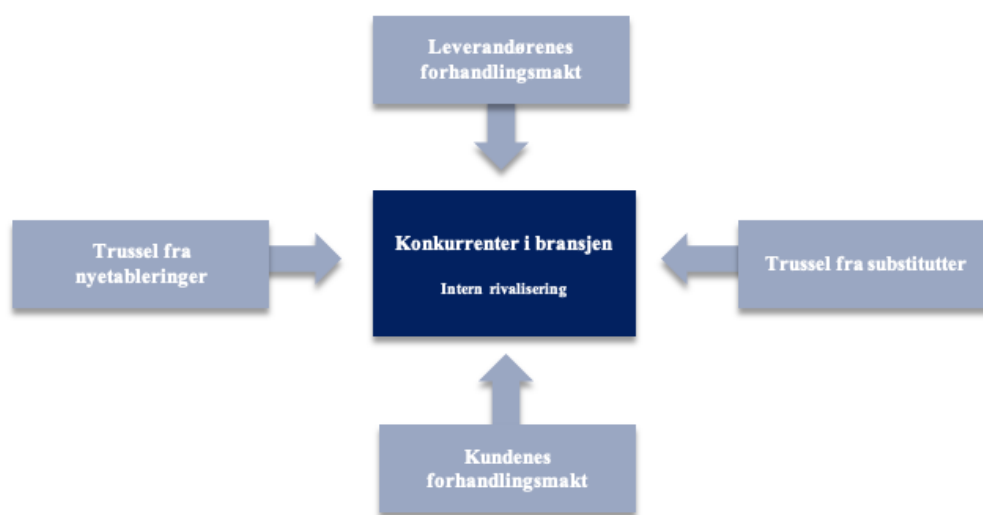 Leverandørenes
forhandlingsmakt
Trussel fra
nyetableringer
Konkurrenter i bransjen
Intern rivalisering
Trussel fra substitutter
Kundenes
forhandlingsmakt